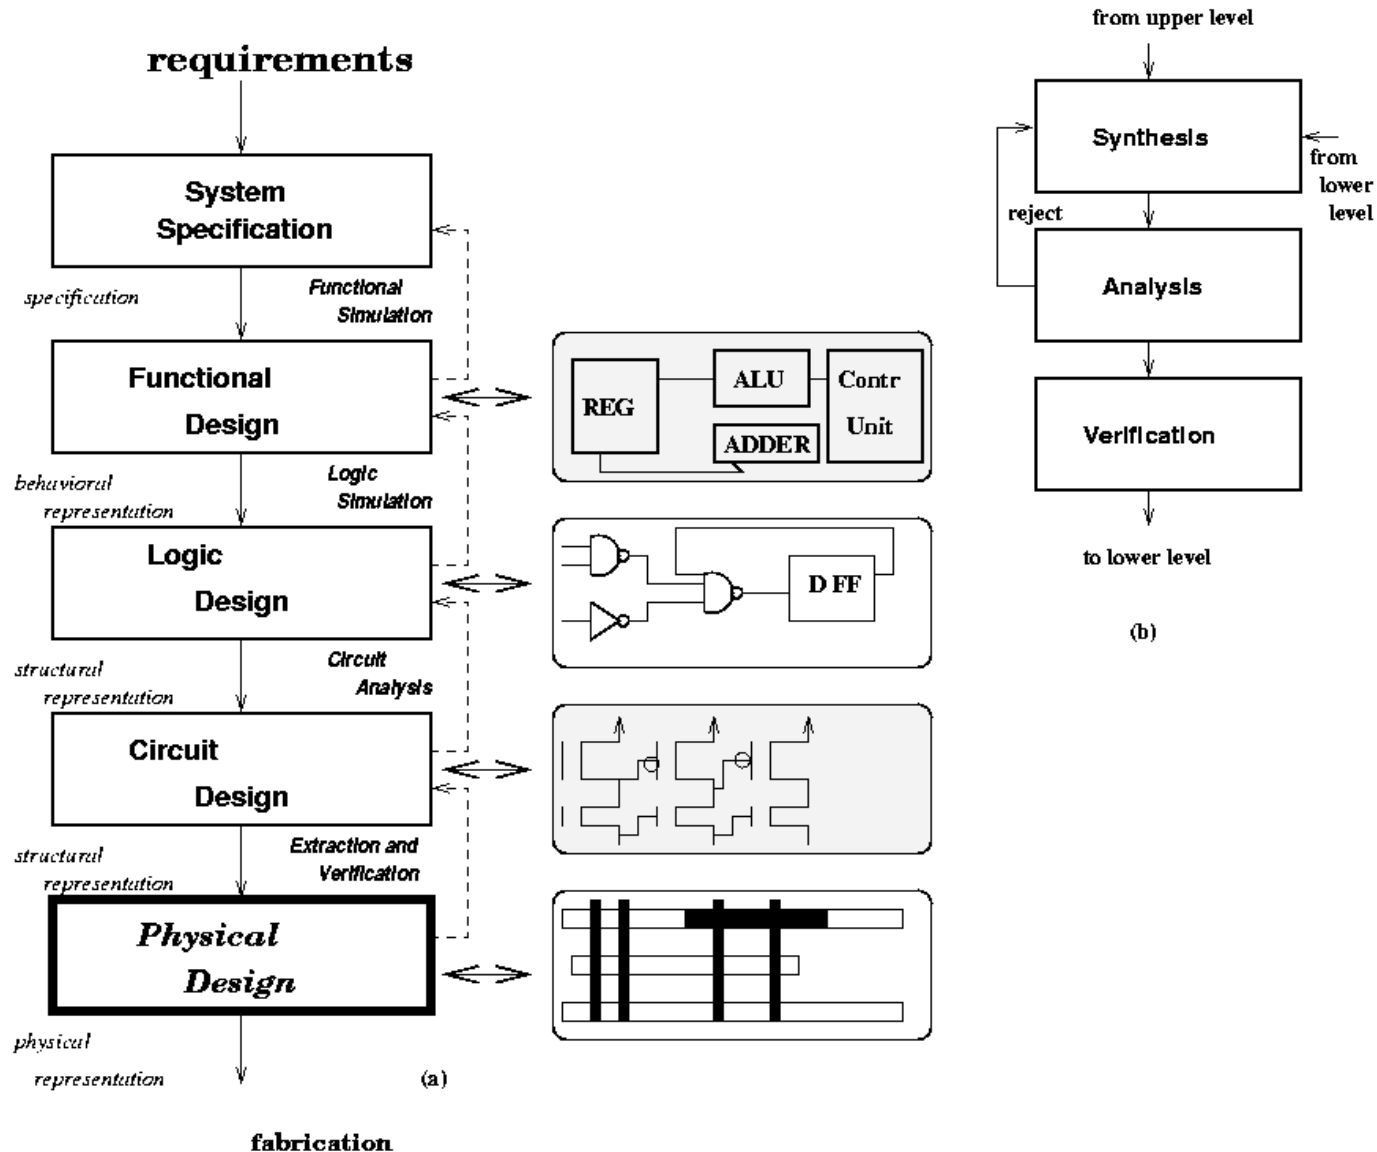 requirements
System
Specification
specification
Functional
Simulation
Functional
Design
behavioral
representation
Logic
Simulation
Logic
Design
structural
representation
Circuit
Analysis
Circuit
Design
structural
representation
Extraction and
Verification
Physical
Design
physical
representation
(a)
fabrication
REG
ALU
Contr
Unit
ADDER
D FF
from upper level
Synthesis
from
lower
level
reject
Analysis
Verification
to lower level
(b)